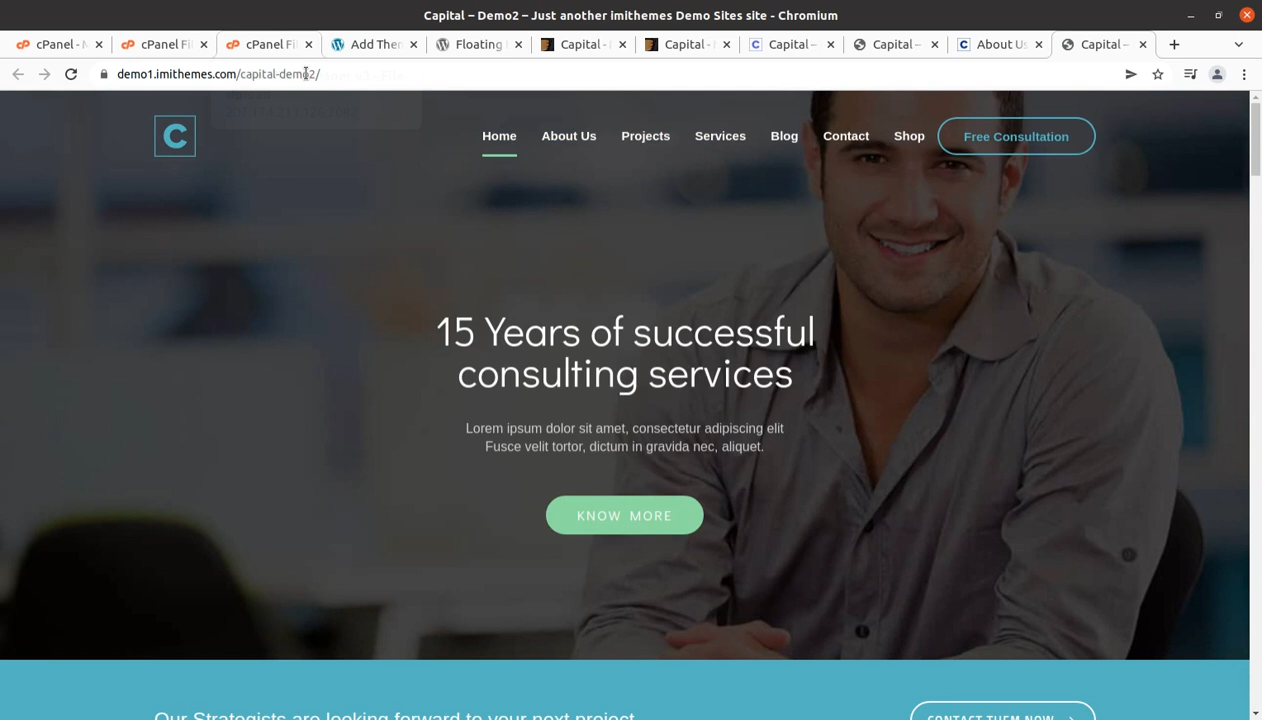 Capital – Demo2 – Just another imithemes Demo Sites site - Chromium
cPanel - M
cPanel Fil
cPanel Fil
Add Them
Floating
Capital –
Capital –
Capital –
Capital –
About Us
Capital –
demo1.imithemes.com/capital-demo2/
C
Home
About Us
Projects
Services
Blog
Contact
Shop
Free Consultation
15 Years of successful
consulting services
Lorem ipsum dolor sit amet, consectetur adipiscing elit
Fusce velit tortor, dictum in gravida nec, aliquet.
KNOW MORE
Our Strategists are looking forward to your next project
CONTACT THEM NOW